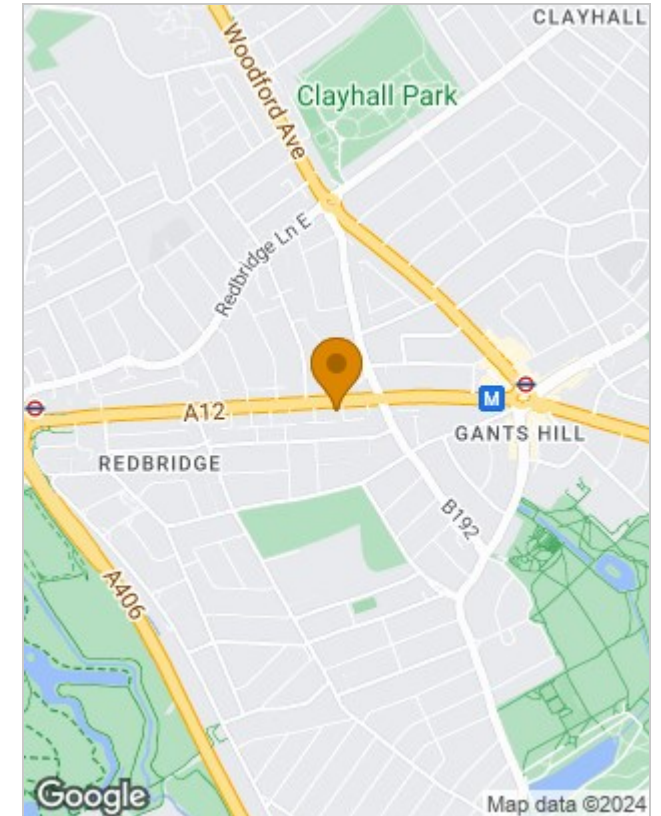 CLAYHALL
Woodford Ave
Clayhall Park
Redbridge Ln E
A12
M
GANTS HILL
REDBRIDGE
B192
A406
Google
Map data ©2024